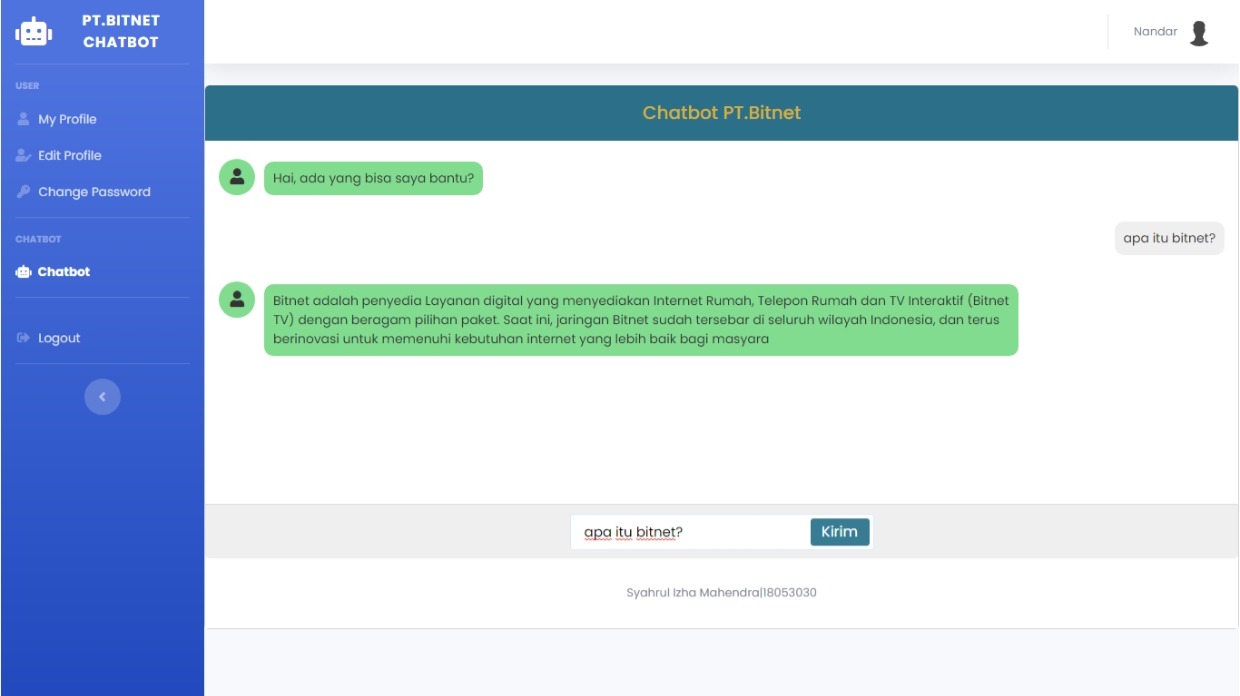 PT.BITNET
CHATBOT
Nandar
USER
My Profile
Edit Profile
Change Password
CHATBOT
Chatbot
Logout
Chatbot PT.Bitnet
Hai, ada yang bisa saya bantu?
apa itu bitnet?
Bitnet adalah penyedia Layanan digital yang menyediakan Internet Rumah, Telepon Rumah dan TV Interaktif (Bitnet
TV) dengan beragam pilihan paket. Saat ini, jaringan Bitnet sudah tersebar di seluruh wilayah Indonesia, dan terus
berinovasi untuk memenuhi kebutuhan internet yang lebih baik bagi masyara
apa itu bitnet?
Kirim
Syahrul Izha Mahendra|18053030